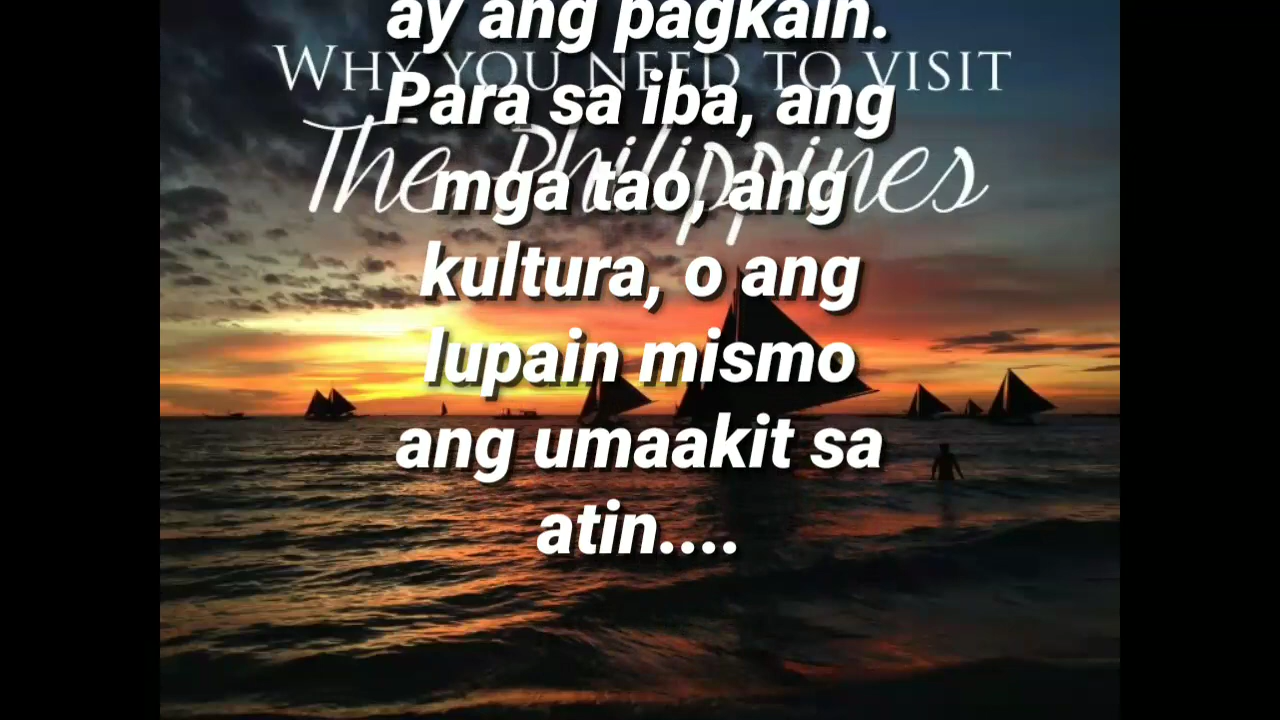 ay ang pagkain.
WHY YOU NEED TO VISIT
Para sa iba, ang
The Philippines
mga tao, ang
kultura, o ang
lupain mismo
ang umaakit sa
atin....